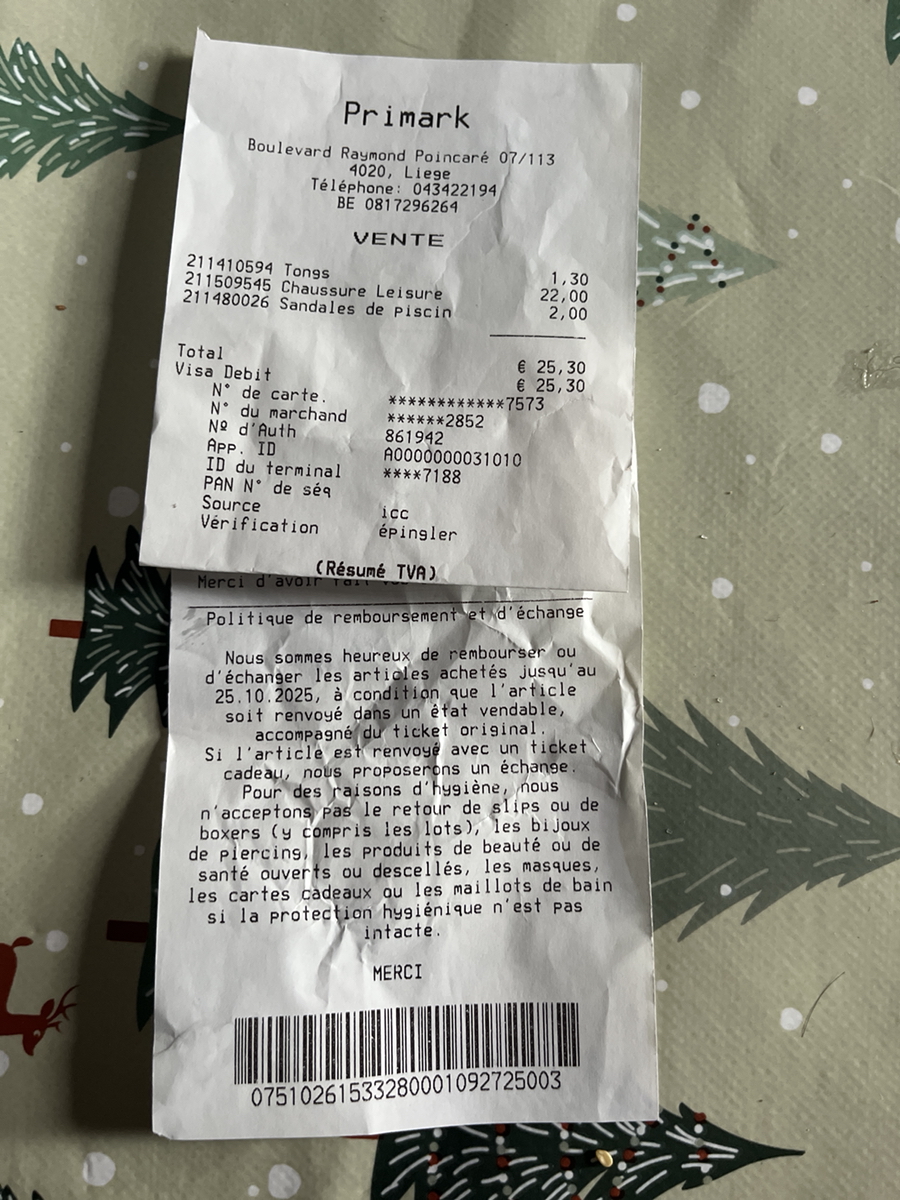 Primark
Boulevard Raymond Poincaré 07/113
4020, Liege
Téléphone: 043422194
BE 0817296264
VENTE
211410594 Tongs 1,30
211509545 Chaussure Leisure 22,00
211480026 Sandales de piscin 2,00
Total € 25,30
Visa Debit € 25,30
N° de carte. ************7573
N° du marchand ******2852
Nº d'Auth 861942
App. ID A0000000031010
ID du terminal ****7188
PAN N° de séq
Source icc
Vérification épingler
(Résumé TVA)
Merci d'avoir
Politique de remboursement et d'échange
Nous sommes heureux de rembourser ou
d'échanger les articles achetés jusqu'au
25.10.2025, à condition que l'article
soit renvoyé dans un état vendable,
accompagné du ticket original.
Si l'article est renvoyé avec un ticket
cadeau, nous proposerons un échange.
Pour des raisons d'hygiène, nous
n'acceptons pas le retour de slips ou de
boxers (y compris les lots), les bijoux
de piercing, les produits de beauté ou de
santé ouverts ou descellés, les masques,
les cartes cadeaux ou les maillots de bain
si la protection hygiénique n'est pas
intacte.
MERCI
07510261533280001092725003